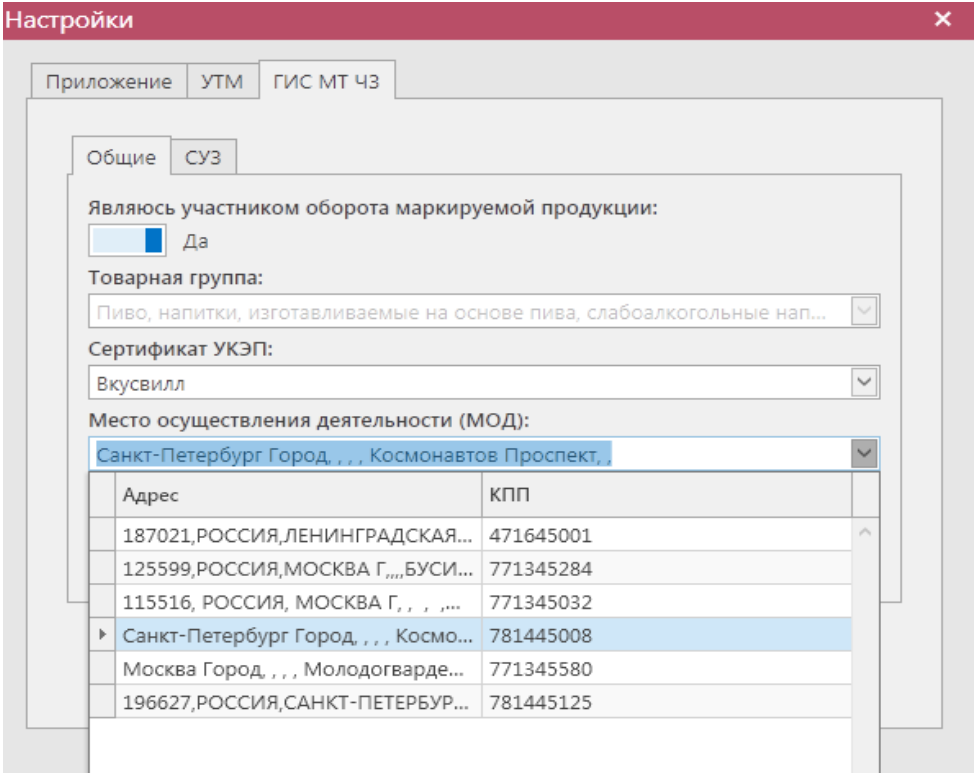 Настройки
Приложение УТМ ГИС МТ ЧЗ
Общие СУЗ
Являюсь участником оборота маркируемой продукции:
Да
Товарная группа:
Пиво, напитки, изготавливаемые на основе пива, слабоалкогольные нап...
Сертификат УКЭП:
Вкусвилл
Место осуществления деятельности (МОД):
Санкт-Петербург Город, , , , Космонавтов Проспект, ,
Адрес КПП
187021,РОССИЯ,ЛЕНИНГРАДСКАЯ... 471645001
125599,РОССИЯ,МОСКВА Г,,,,БУСИ... 771345284
115516, РОССИЯ, МОСКВА Г, , , ,... 771345032
Санкт-Петербург Город, , , , Космо... 781445008
Москва Город, , , , Молодогварде... 771345580
196627,РОССИЯ,САНКТ-ПЕТЕРБУР... 781445125